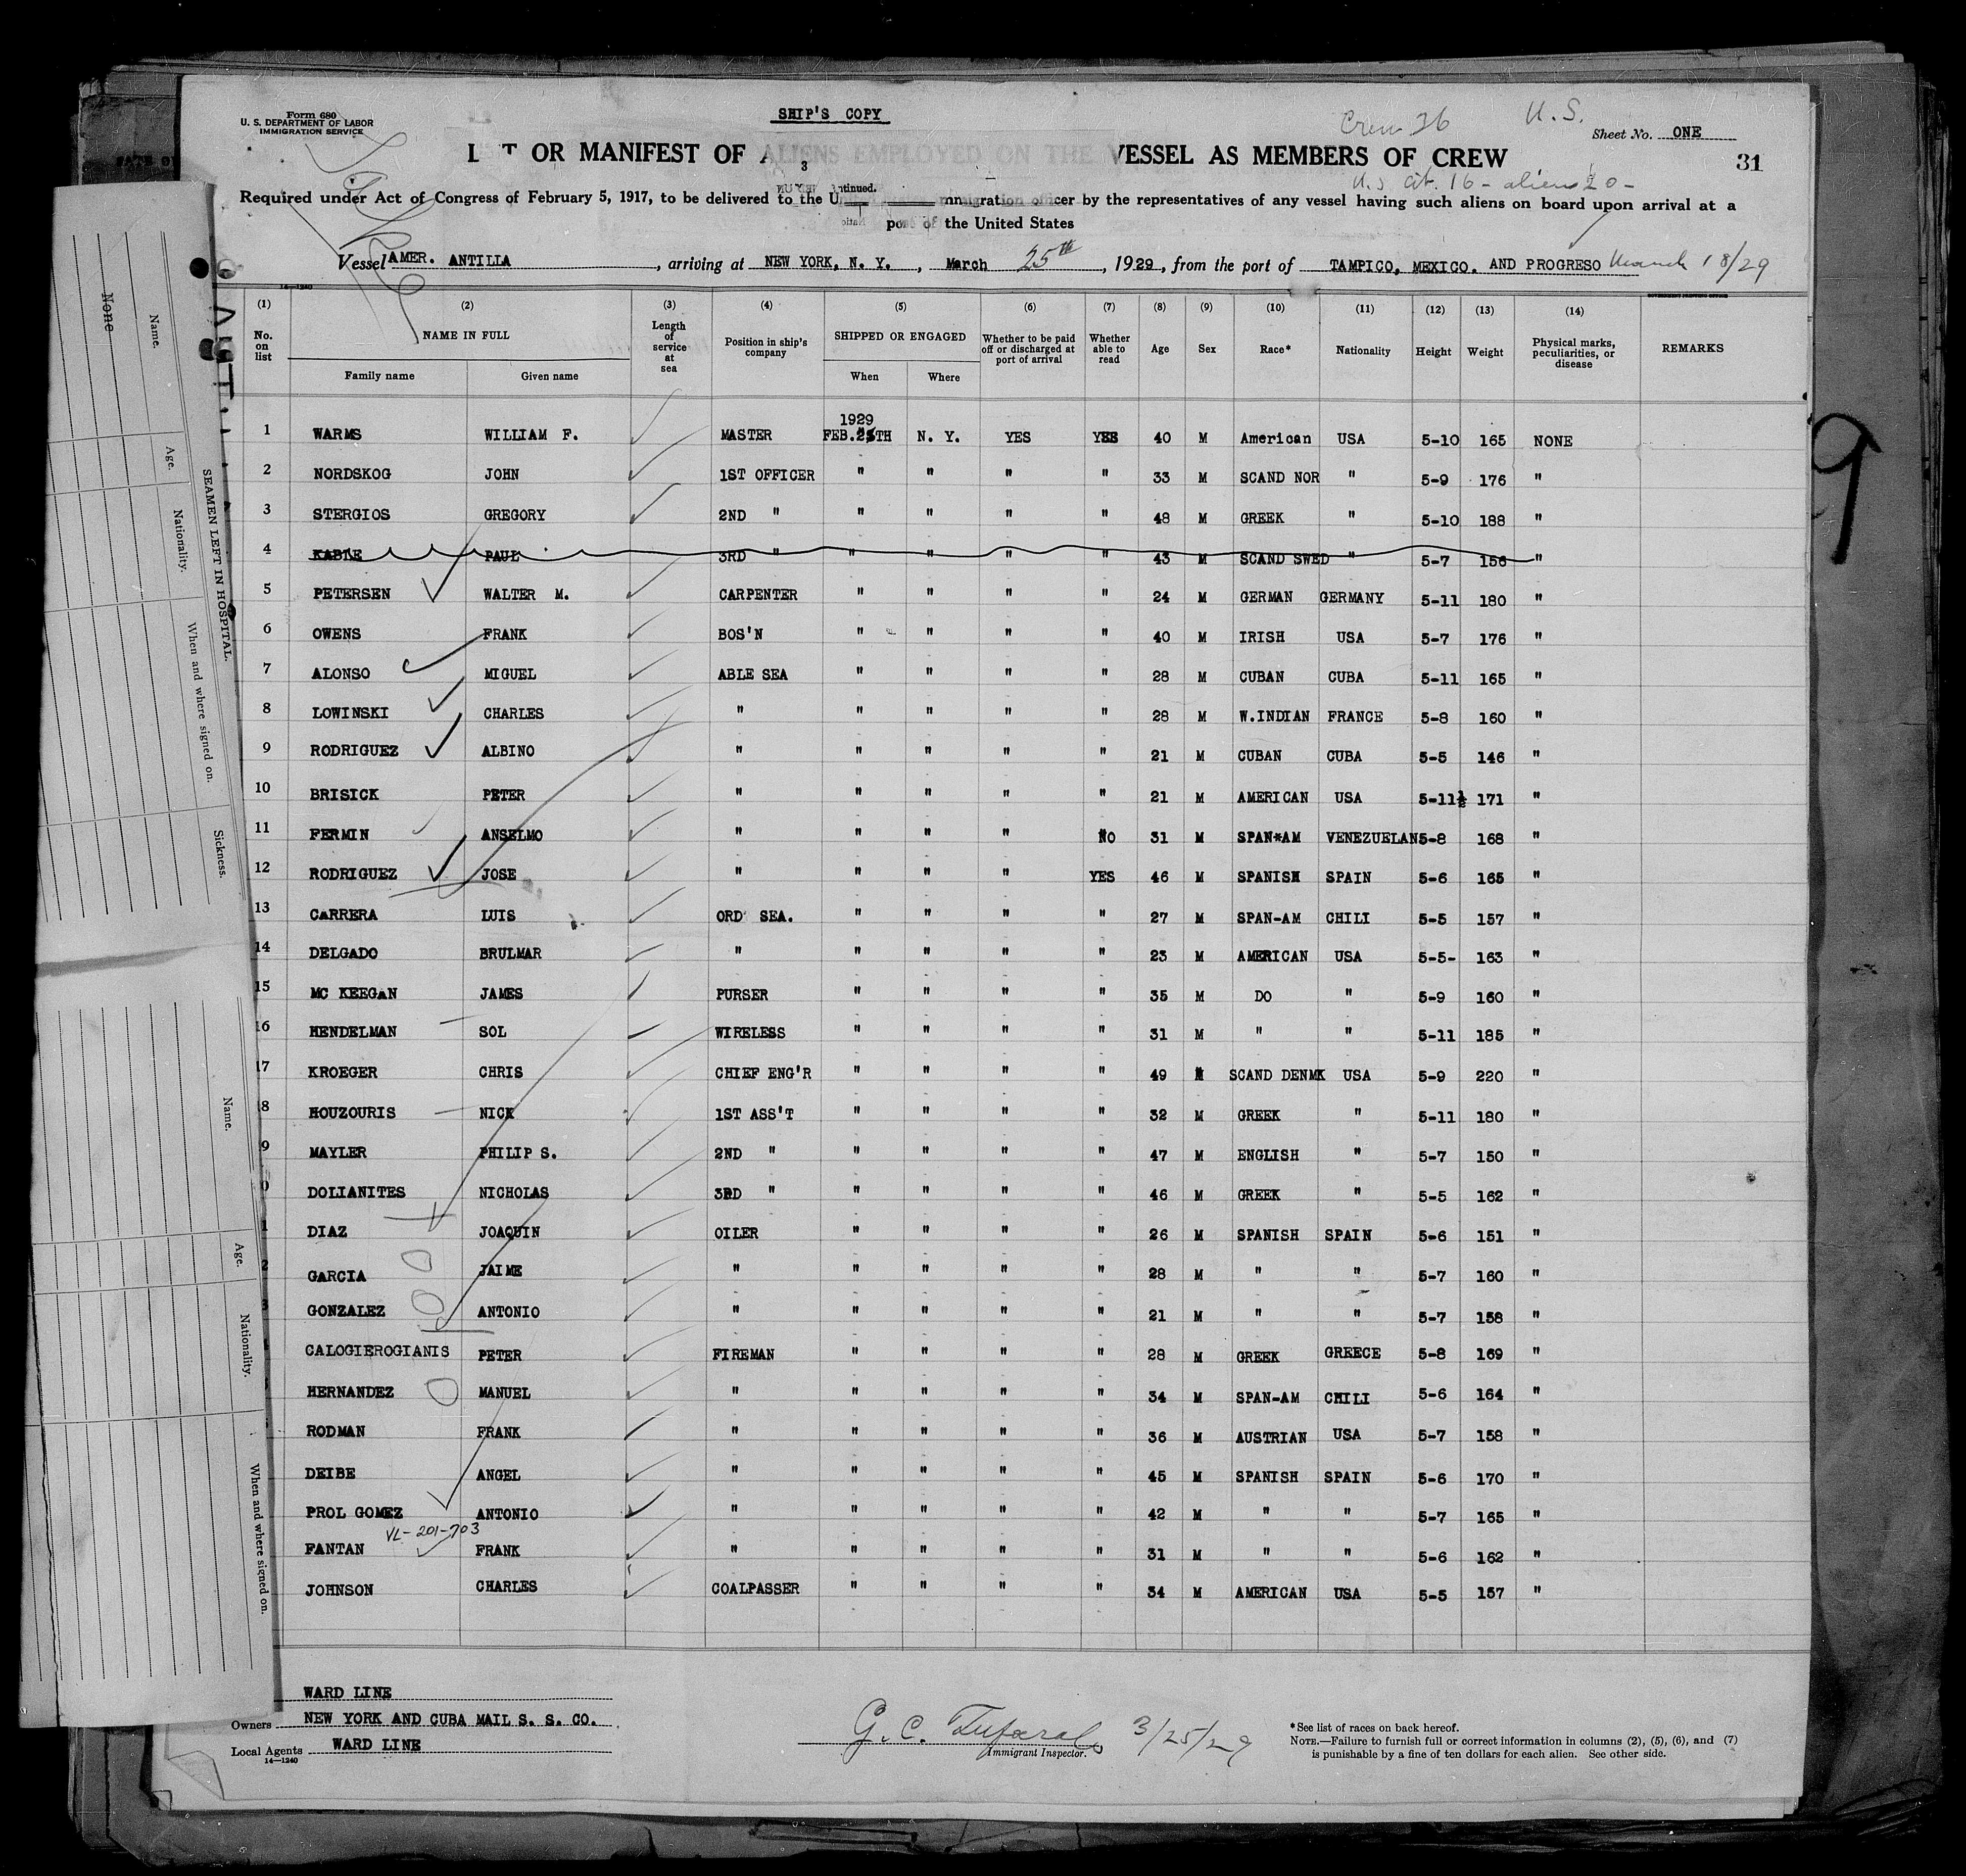 Form 680
U. S. DEPARTMENT OF LABOR
IMMIGRATION SERVICE
SHIP'S COPY
Crew 36
U. S.
Sheet No. ONE
OR MANIFEST OF ALIENS EMPLOYED ON THE VESSEL AS MEMBERS OF CREW
31
U.S cit. 16 - aliens 20 -
Required under Act of Congress of February 5, 1917, to be delivered to the officer by the representatives of any vessel having such aliens on board upon arrival at a
port of the United States
Vessel AMER. ANTILLA, arriving at NEW YORK, N. Y., March 25th, 1929, from the port of TAMPICO, MEXICO. AND PROGRESO March 18/29
14—1240
(1) (2) (3) (4) (5) (6) (7) (8) (9) (10) (11) (12) (13) (14)
No. on list NAME IN FULL Length of service at sea Position in ship's company SHIPPED OR ENGAGED Whether to be paid off or discharged at port of arrival Whether able to read Age Sex Race* Nationality Height Weight Physical marks, peculiarities, or disease REMARKS
Family name Given name When Where
1929
1 WARMS WILLIAM F. MASTER FEB.25TH N. Y. YES YES 40 M American USA 5-10 165 NONE
2 NORDSKOG JOHN 1ST OFFICER " " " " 33 M SCAND NOR " 5-9 176 "
3 STERGIOS GREGORY 2ND " " " " " 48 M GREEK " 5-10 188 "
4 KABLE PAUL 3RD " " " " " 43 M SCAND SWED " 5-7 156 "
5 PETERSEN WALTER M. CARPENTER " " " " 24 M GERMAN GERMANY 5-11 180 "
6 OWENS FRANK BOS'N " " " " 40 M IRISH USA 5-7 176 "
7 ALONSO MIGUEL ABLE SEA " " " " 28 M CUBAN CUBA 5-11 165 "
8 LOWINSKI CHARLES " " " " " 28 M W.INDIAN FRANCE 5-8 160 "
9 RODRIGUEZ ALBINO " " " " " 21 M CUBAN CUBA 5-5 146 "
10 BRISICK PETER " " " " " 21 M AMERICAN USA 5-11½ 171 "
11 FERMIN ANSELMO " " " " NO 31 M SPAN*AM VENEZUELAN 5-8 168 "
12 RODRIGUEZ JOSE " " " " YES 46 M SPANISH SPAIN 5-6 165 "
13 CARRERA LUIS ORD SEA. " " " " 27 M SPAN-AM CHILI 5-5 157 "
14 DELGADO BRULMAR " " " " " 23 M AMERICAN USA 5-5- 163 "
15 MC KEEGAN JAMES PURSER " " " " 35 M DO " 5-9 160 "
16 HENDELMAN SOL WIRELESS " " " " 31 M " " 5-11 185 "
17 KROEGER CHRIS CHIEF ENG'R " " " " 49 M SCAND DENMK USA 5-9 220 "
8 HOUZOURIS NICK 1ST ASS'T " " " " 32 M GREEK " 5-11 180 "
9 MAYLER PHILIP S. 2ND " " " " " 47 M ENGLISH " 5-7 150 "
0 DOLIANITES NICHOLAS 3RD " " " " " 46 M GREEK " 5-5 162 "
1 DIAZ JOAQUIN OILER " " " " 26 M SPANISH SPAIN 5-6 151 "
2 GARCIA JAIME " " " " " 28 M " " 5-7 160 "
3 GONZALEZ ANTONIO " " " " " 21 M " " 5-7 158 "
CALOGIEROGIANIS PETER FIREMAN " " " " 28 M GREEK GREECE 5-8 169 "
HERNANDEZ MANUEL " " " " " 34 M SPAN-AM CHILI 5-6 164 "
RODMAN FRANK " " " " " 36 M AUSTRIAN USA 5-7 158 "
DEIBE ANGEL " " " " " 45 M SPANISH SPAIN 5-6 170 "
PROL GOMEZ ANTONIO " " " " " 42 M " " 5-7 165 "
VL-201-703
FANTAN FRANK " " " " " 31 M " " 5-6 162 "
JOHNSON CHARLES COALPASSER " " " " 34 M AMERICAN USA 5-5 157 "
WARD LINE
Owners NEW YORK AND CUBA MAIL S. S. CO.
Local Agents WARD LINE
14—1240
G. C. 3/25/29
Immigrant Inspector.
*See list of races on back hereof.
NOTE.—Failure to furnish full or correct information in columns (2), (5), (6), and (7)
is punishable by a fine of ten dollars for each alien. See other side.
SEAMEN LEFT IN HOSPITAL.
Name. Age. Nationality. When and where signed on. Sickness.
None
Name. Age. Nationality. When and where signed on.
9